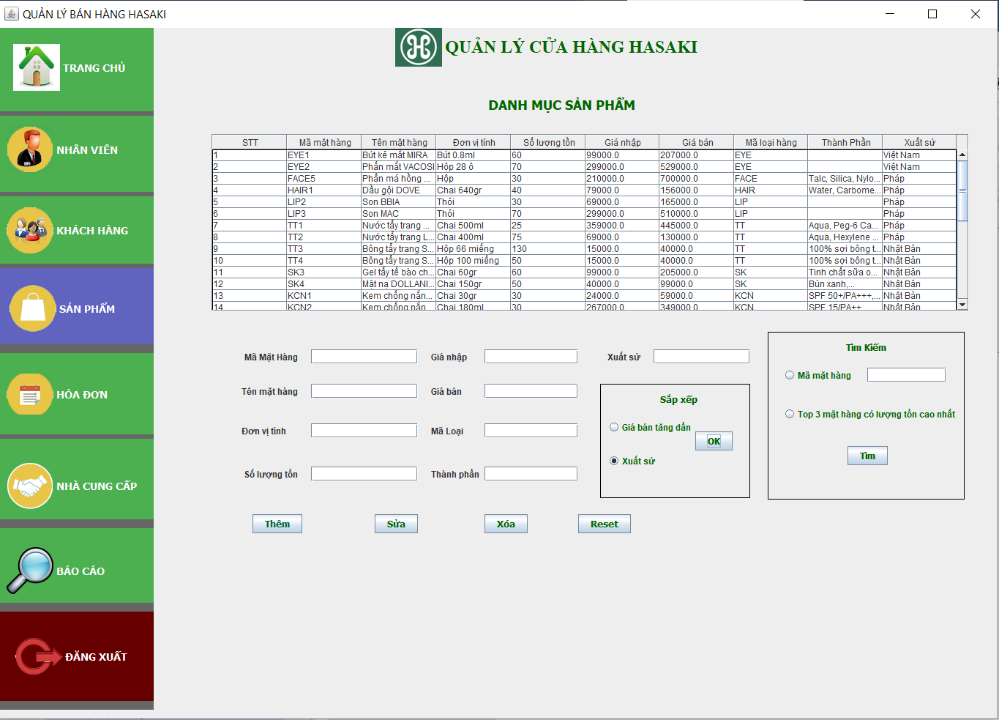 QUẢN LÝ BÁN HÀNG HASAKI
QUẢN LÝ CỬA HÀNG HASAKI
TRANG CHỦ
NHÂN VIÊN
KHÁCH HÀNG
SẢN PHẨM
HÓA ĐƠN
NHÀ CUNG CẤP
BÁO CÁO
ĐĂNG XUẤT
DANH MỤC SẢN PHẨM
STT Mã mặt hàng Tên mặt hàng Đơn vị tính Số lượng tồn Giá nhập Giá bán Mã loại hàng Thành Phần Xuất sứ
1 EYE1 Bút kẻ mắt MIRA Bút 0.8ml 60 99000.0 207000.0 EYE Việt Nam
2 EYE2 Phấn mắt VACOSI Hộp 28 ô 70 299000.0 529000.0 EYE Việt Nam
3 FACE5 Phấn má hồng ... Hộp 30 210000.0 700000.0 FACE Talc, Silica, Nylo... Pháp
4 HAIR1 Dầu gội DOVE Chai 640gr 40 79000.0 156000.0 HAIR Water, Carbome... Pháp
5 LIP2 Son BBIA Thỏi 30 69000.0 165000.0 LIP Pháp
6 LIP3 Son MAC Thỏi 70 299000.0 510000.0 LIP Pháp
7 TT1 Nước tẩy trang ... Chai 500ml 25 359000.0 445000.0 TT Aqua, Peg-6 Ca... Pháp
8 TT2 Nước tẩy trang L... Chai 400ml 75 69000.0 130000.0 TT Aqua, Hexylene ... Pháp
9 TT3 Bông tẩy trang S... Hộp 66 miếng 130 15000.0 40000.0 TT 100% sợi bông t... Nhật Bản
10 TT4 Bông tẩy trang S... Hộp 100 miếng 50 15000.0 40000.0 TT 100% sợi bông t... Nhật Bản
11 SK3 Gel tẩy tế bào ch... Chai 60gr 60 99000.0 205000.0 SK Tinh chất sữa o... Nhật Bản
12 SK4 Mặt nạ DOLLANI... Chai 150gr 50 40000.0 99000.0 SK Bùn xanh,... Nhật Bản
13 KCN1 Kem chống nắn... Chai 30gr 30 24000.0 59000.0 KCN SPF 50+/PA+++,... Nhật Bản
14 KCN2 Kem chống nắn... Chai 180ml 30 267000.0 349000.0 KCN SPF 15/PA++ Nhật Bản
Mã Mặt Hàng Giá nhập Xuất sứ
Tên mặt hàng Giá bán
Đơn vị tính Mã Loại
Số lượng tồn Thành phần
Sắp xếp
Giá bán tăng dần
OK
Xuất sứ
Tìm Kiếm
Mã mặt hàng
Top 3 mặt hàng có lượng tồn cao nhất
Tìm
Thêm Sửa Xóa Reset